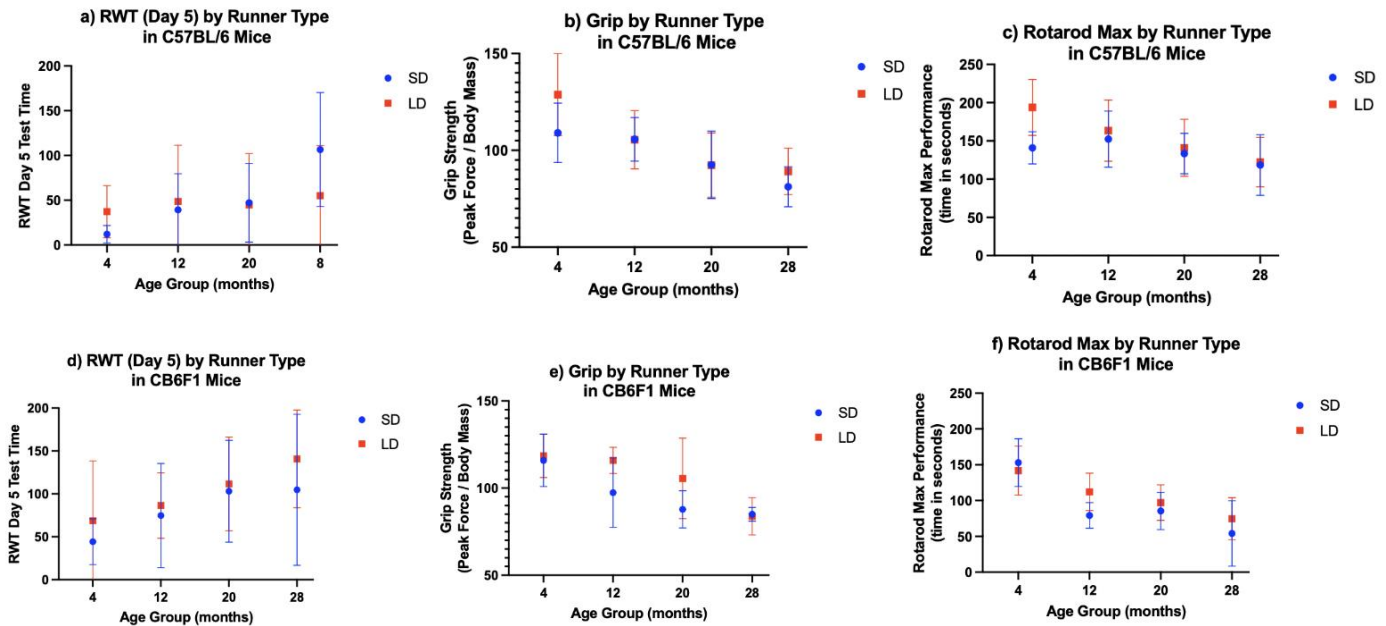 a) RWT (Day 5) by Runner Type
in C57BL/6 Mice
RWT Day 5 Test Time
200
150
100
50
0
4 12 20 8
Age Group (months)
SD
LD
b) Grip by Runner Type
in C57BL/6 Mice
Grip Strength
(Peak Force / Body Mass)
150
100
50
4 12 20 28
Age Group (months)
SD
LD
c) Rotarod Max by Runner Type
in C57BL/6 Mice
Rotarod Max Performance
(time in seconds)
250
200
150
100
50
0
4 12 20 28
Age Group (months)
SD
LD
d) RWT (Day 5) by Runner Type
in CB6F1 Mice
RWT Day 5 Test Time
200
150
100
50
0
4 12 20 28
Age Group (months)
SD
LD
e) Grip by Runner Type
in CB6F1 Mice
Grip Strength
(Peak Force / Body Mass)
150
100
50
4 12 20 28
Age Group (months)
SD
LD
f) Rotarod Max by Runner Type
in CB6F1 Mice
Rotarod Max Performance
(time in seconds)
250
200
150
100
50
0
4 12 20 28
Age Group (months)
SD
LD